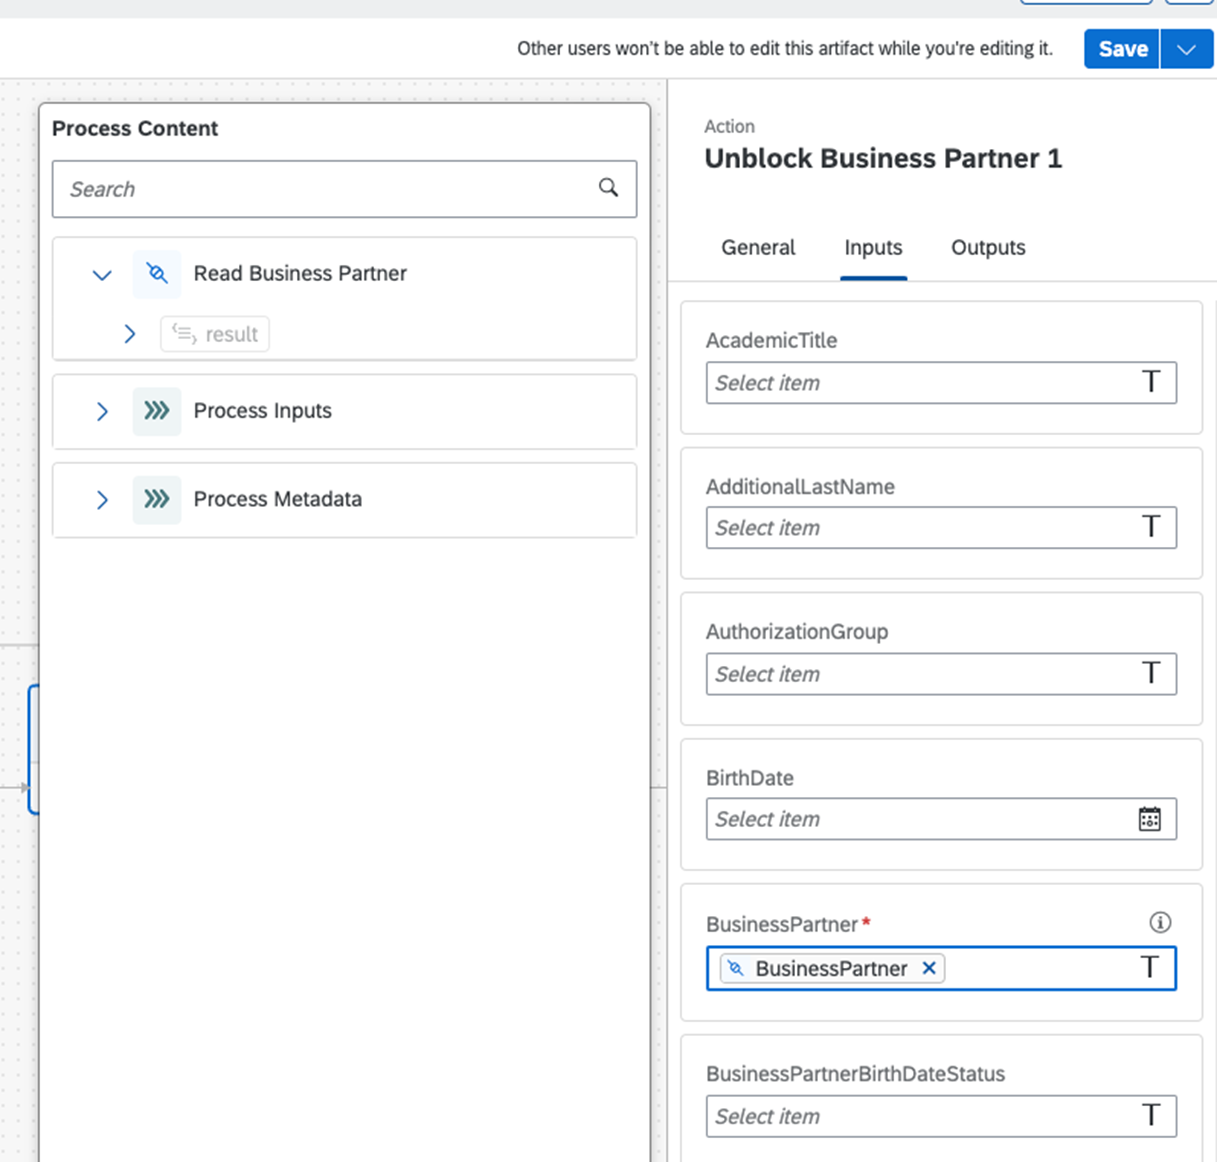 Other users won't be able to edit this artifact while you're editing it.
Save
Process Content
Search
Read Business Partner
result
Process Inputs
Process Metadata
Action
Unblock Business Partner 1
General
Inputs
Outputs
AcademicTitle
Select item
AdditionalLastName
Select item
AuthorizationGroup
Select item
BirthDate
Select item
BusinessPartner*
BusinessPartner
BusinessPartnerBirthDateStatus
Select item